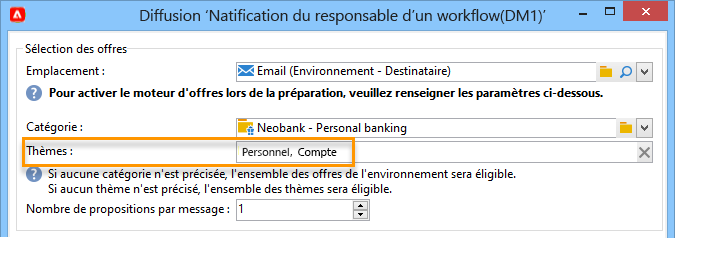 Diffusion ‘Natification du responsable d’un workflow(DM1)’
Sélection des offres
Emplacement :
Email (Environnement - Destinataire)
Pour activer le moteur d'offres lors de la préparation, veuillez renseigner les paramètres ci-dessous.
Catégorie :
Neobank - Personal banking
Thèmes :
Personnel, Compte
Si aucune catégorie n'est précisée, l'ensemble des offres de l'environnement sera éligible.
Si aucun thème n'est précisé, l'ensemble des thèmes sera éligible.
Nombre de propositions par message : 1